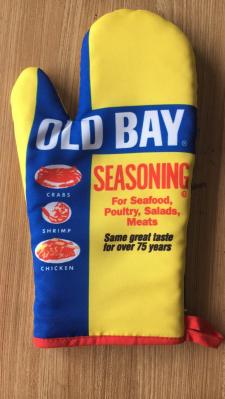 OLD BAY®
SEASONING©
For Seafood,
Poultry, Salads,
Meats
Same great taste
for over 75 years
CRABS
SHRIMP
CHICKEN